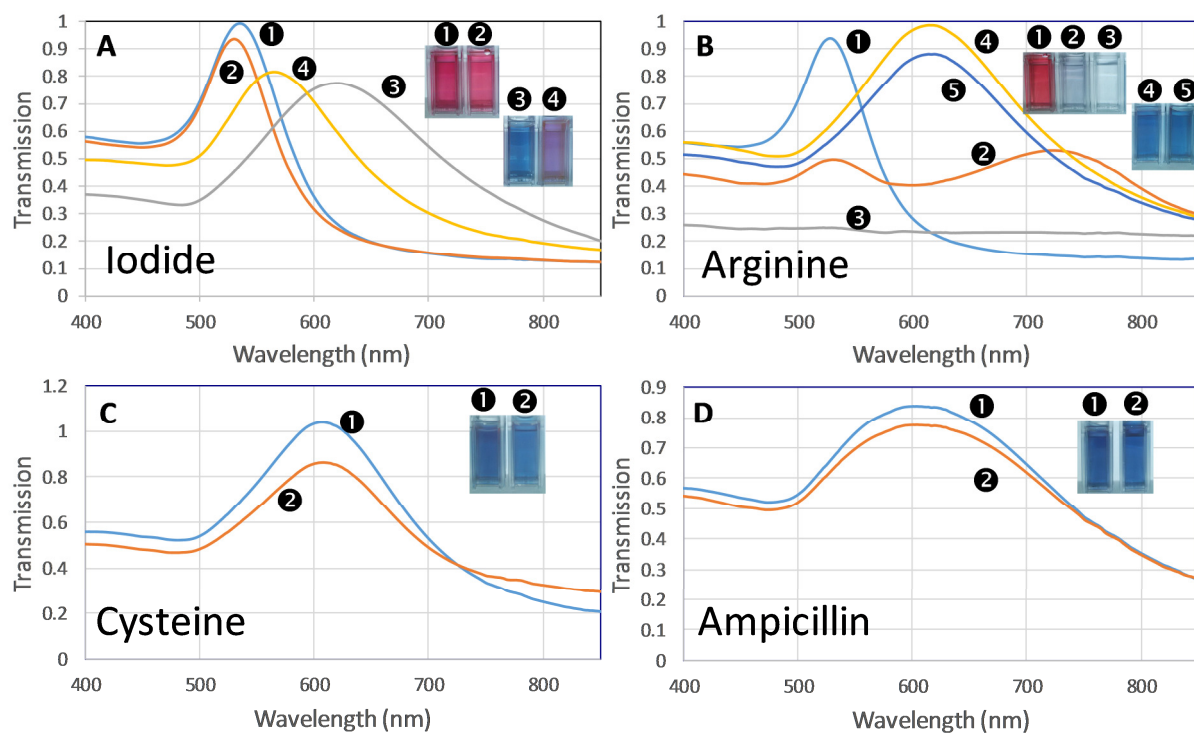 A
❶
❷
❹
❸
❶ ❷
❸ ❹
Iodide
1
0.9
0.8
0.7
0.6
0.5
0.4
0.3
0.2
0.1
0
Transmission
400 500 600 700 800
Wavelength (nm)
B
❶
❹
❺
❷
❸
❶ ❷ ❸
❹ ❺
Arginine
1
0.9
0.8
0.7
0.6
0.5
0.4
0.3
0.2
0.1
0
Transmission
400 500 600 700 800
Wavelength (nm)
C
❶
❷
❶ ❷
Cysteine
1.2
1
0.8
0.6
0.4
0.2
0
Transmission
400 500 600 700 800
Wavelength (nm)
D
❶
❷
❶ ❷
Ampicillin
0.9
0.8
0.7
0.6
0.5
0.4
0.3
0.2
0.1
0
Transmission
400 500 600 700 800
Wavelength (nm)